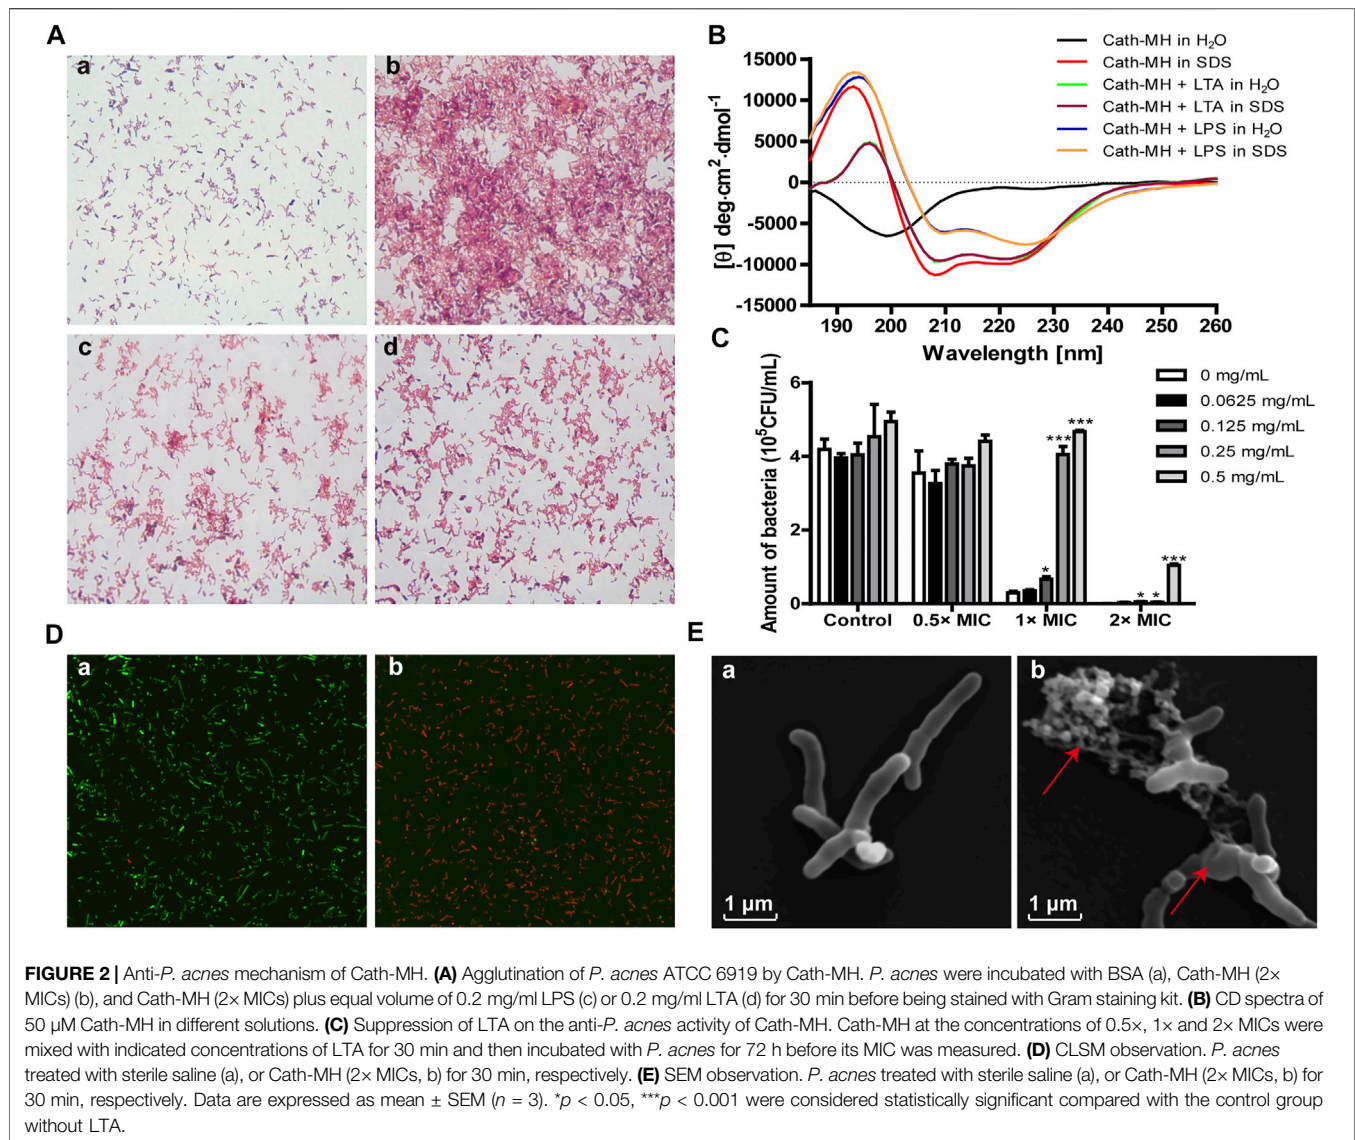 A
a
b
c
d
B
Cath-MH in H₂O
Cath-MH in SDS
Cath-MH + LTA in H₂O
Cath-MH + LTA in SDS
Cath-MH + LPS in H₂O
Cath-MH + LPS in SDS
[θ] deg·cm²·dmol⁻¹
15000
10000
5000
0
-5000
-10000
-15000
190 200 210 220 230 240 250 260
Wavelength [nm]
C
Amount of bacteria (10⁵CFU/mL)
6
4
2
0
0 mg/mL
0.0625 mg/mL
0.125 mg/mL
0.25 mg/mL
0.5 mg/mL
* *** ***
* * ***
Control 0.5× MIC 1× MIC 2× MIC
D
a
b
E
a
1 µm
b
1 µm
FIGURE 2 | Anti-P. acnes mechanism of Cath-MH. (A) Agglutination of P. acnes ATCC 6919 by Cath-MH. P. acnes were incubated with BSA (a), Cath-MH (2×
MICs) (b), and Cath-MH (2× MICs) plus equal volume of 0.2 mg/ml LPS (c) or 0.2 mg/ml LTA (d) for 30 min before being stained with Gram staining kit. (B) CD spectra of
50 µM Cath-MH in different solutions. (C) Suppression of LTA on the anti-P. acnes activity of Cath-MH. Cath-MH at the concentrations of 0.5×, 1× and 2× MICs were
mixed with indicated concentrations of LTA for 30 min and then incubated with P. acnes for 72 h before its MIC was measured. (D) CLSM observation. P. acnes
treated with sterile saline (a), or Cath-MH (2× MICs, b) for 30 min, respectively. (E) SEM observation. P. acnes treated with sterile saline (a), or Cath-MH (2× MICs, b) for
30 min, respectively. Data are expressed as mean ± SEM (n = 3). *p < 0.05, ***p < 0.001 were considered statistically significant compared with the control group
without LTA.